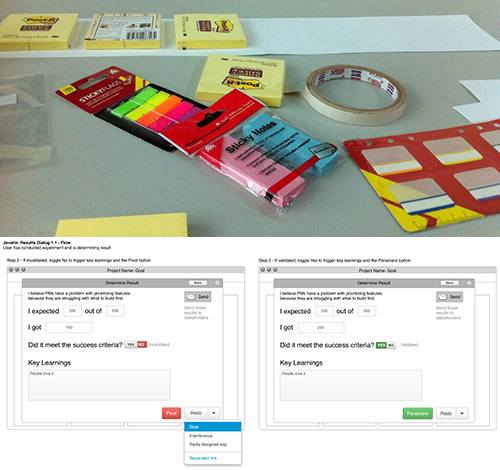 Post-it
Post-it
Post-it
STICKY FLAGS
Sticky Notes
Javelin: Results Dialog 1.1 - Flow
User has conducted experiment and is determining result
Step 2 - If invalidated, toggle No to trigger key learnings and the Pivot button
Project Name- Goal
Determine Result
Save
I believe PMs have a problem with prioritizing features
because they are struggling with what to build first.
Send
I expected 200 out of 500
Send these
results to
stakeholders
I got 150
Did it meet the success criteria? YES NO Invalidated
Key Learnings
People love it
Pivot Redo
Bias
Interference
Badly designed exp.
Separated link
Step 2 - If validated, toggle Yes to trigger key learnings and the Persevere button
Project Name- Goal
Determine Result
Save
I believe PMs have a problem with prioritizing features
because they are struggling with what to build first.
Send
I expected 200 out of
Send these
results to
stakeholders
I got 250
Did it meet the success criteria? YES NO Validated
Key Learnings
People love it
Persevere Redo